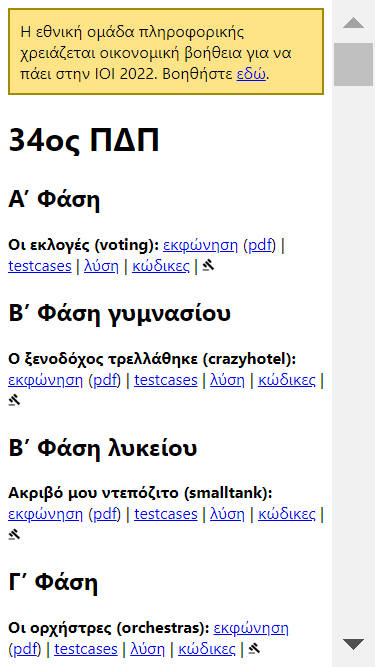 Η εθνική ομάδα πληροφορικής
χρειάζεται οικονομική βοήθεια για να
πάει στην IOI 2022. Βοηθήστε εδώ.
34ος ΠΔΠ
Α’ Φάση
Οι εκλογές (voting): εκφώνηση (pdf) |
testcases | λύση | κώδικες |
Β’ Φάση γυμνασίου
Ο ξενοδόχος τρελλάθηκε (crazyhotel):
εκφώνηση (pdf) | testcases | λύση | κώδικες |
Β’ Φάση λυκείου
Ακριβό μου ντεπόζιτο (smalltank):
εκφώνηση (pdf) | testcases | λύση | κώδικες |
Γ’ Φάση
Οι ορχήστρες (orchestras): εκφώνηση
(pdf) | testcases | λύση | κώδικες |